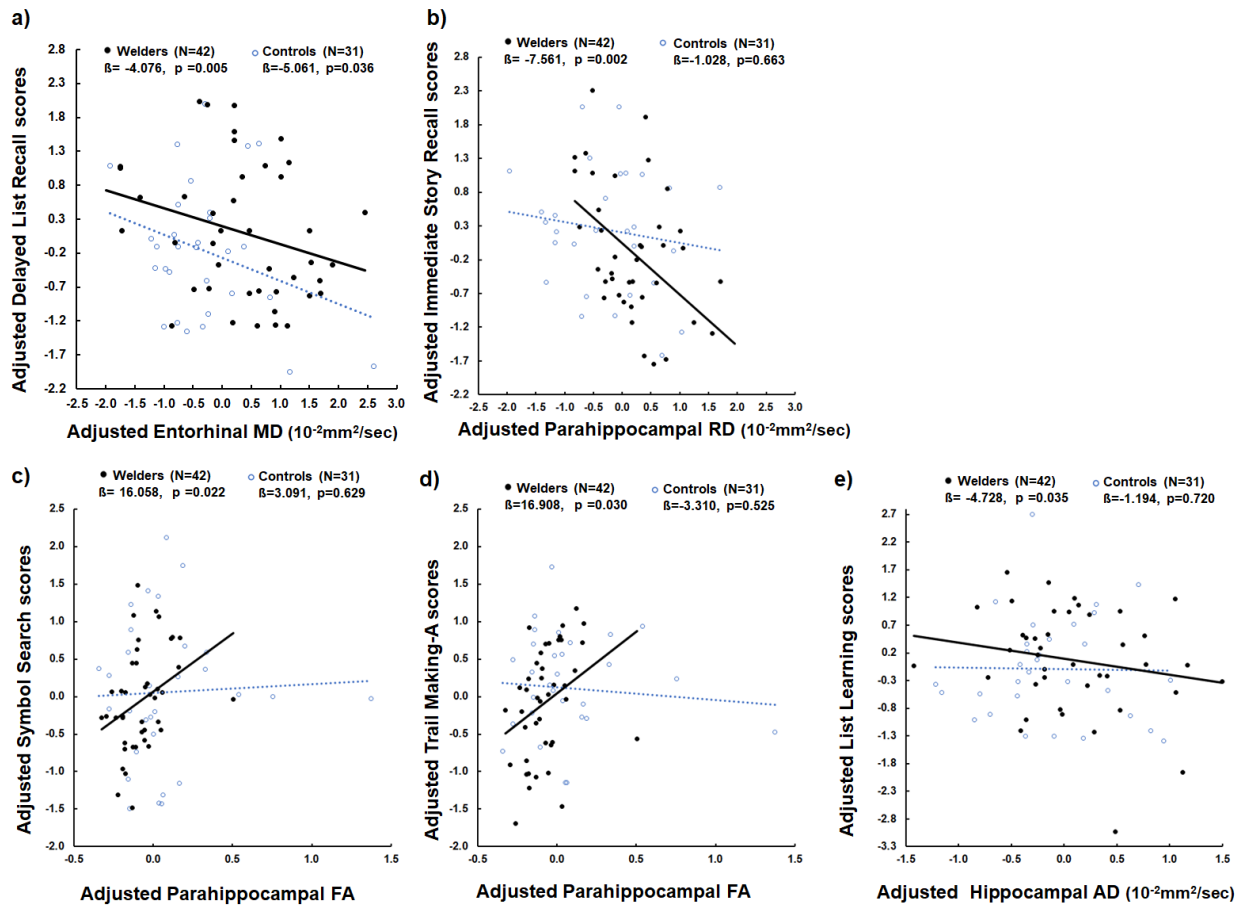 a)
Welders (N=42) Controls (N=31)
ß= -4.076, p =0.005 ß=-5.061, p=0.036
Adjusted Delayed List Recall scores
2.8
2.3
1.8
1.3
0.8
0.3
-0.2
-0.7
-1.2
-1.7
-2.2
-2.5 -2.0 -1.5 -1.0 -0.5 0.0 0.5 1.0 1.5 2.0 2.5 3.0
Adjusted Entorhinal MD (10⁻²mm²/sec)
b)
Welders (N=42) Controls (N=31)
ß= -7.561, p =0.002 ß=-1.028, p=0.663
Adjusted Immediate Story Recall scores
2.8
2.3
1.8
1.3
0.8
0.3
-0.2
-0.7
-1.2
-1.7
-2.2
-2.5 -2.0 -1.5 -1.0 -0.5 0.0 0.5 1.0 1.5 2.0 2.5 3.0
Adjusted Parahippocampal RD (10⁻²mm²/sec)
c)
Welders (N=42) Controls (N=31)
ß= 16.058, p =0.022 ß=3.091, p=0.629
Adjusted Symbol Search scores
2.5
2.0
1.5
1.0
0.5
0.0
-0.5
-1.0
-1.5
-2.0
-0.5 0.0 0.5 1.0 1.5
Adjusted Parahippocampal FA
d)
Welders (N=42) Controls (N=31)
ß=16.908, p =0.030 ß=-3.310, p=0.525
Adjusted Trail Making-A scores
2.5
2.0
1.5
1.0
0.5
0.0
-0.5
-1.0
-1.5
-2.0
-0.5 0.0 0.5 1.0 1.5
Adjusted Parahippocampal FA
e)
Welders (N=42) Controls (N=31)
ß= -4.728, p =0.035 ß=-1.194, p=0.720
Adjusted List Learning scores
2.7
2.2
1.7
1.2
0.7
0.2
-0.3
-0.8
-1.3
-1.8
-2.3
-2.8
-3.3
-1.5 -1.0 -0.5 0.0 0.5 1.0 1.5
Adjusted Hippocampal AD (10⁻²mm²/sec)